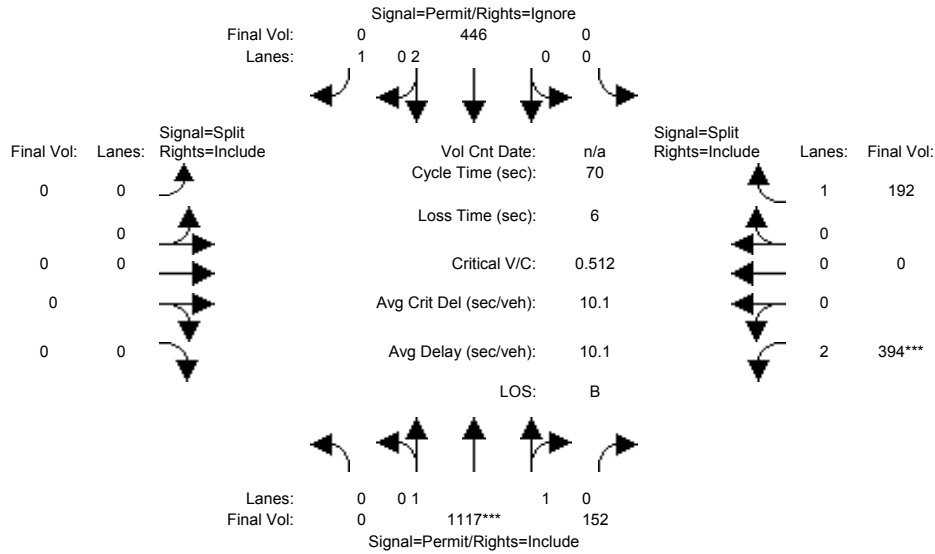 Signal=Permit/Rights=Ignore
Final Vol: 0 446 0
Lanes: 1 0 2 0 0
Signal=Split
Final Vol: Lanes: Rights=Include
Vol Cnt Date: n/a
Signal=Split
Rights=Include Lanes: Final Vol:
Cycle Time (sec): 70
0 0
1 192
Loss Time (sec): 6
0
0
0 0
Critical V/C: 0.512
0 0
0
Avg Crit Del (sec/veh): 10.1
0
0 0
Avg Delay (sec/veh): 10.1
2 394***
LOS: B
Lanes: 0 0 1 1 0
Final Vol: 0 1117*** 152
Signal=Permit/Rights=Include